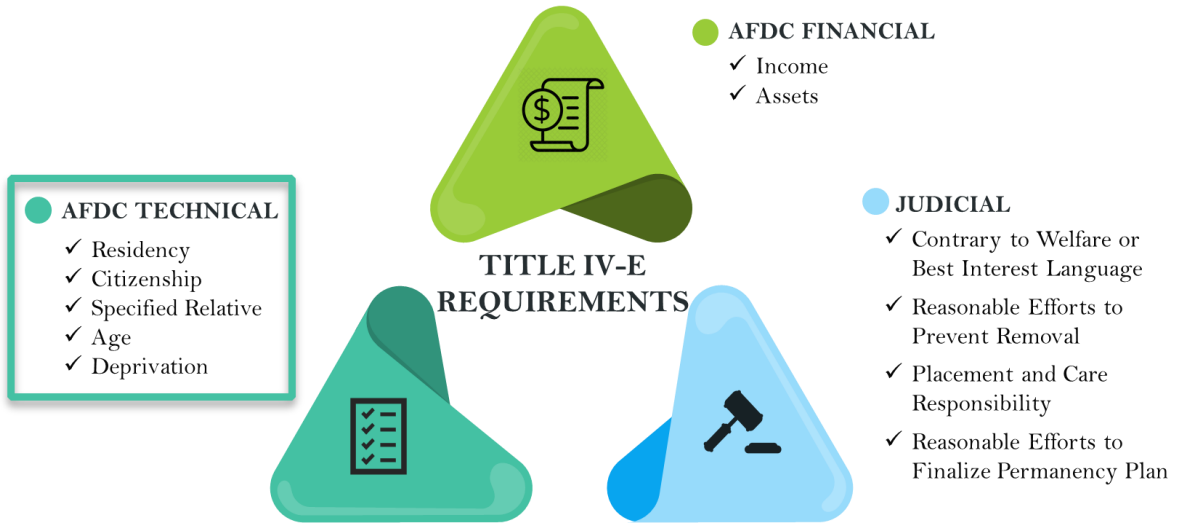 AFDC FINANCIAL
✓ Income
✓ Assets
AFDC TECHNICAL
✓ Residency
✓ Citizenship
✓ Specified Relative
✓ Age
✓ Deprivation
TITLE IV-E
REQUIREMENTS
JUDICIAL
✓ Contrary to Welfare or
Best Interest Language
✓ Reasonable Efforts to
Prevent Removal
✓ Placement and Care
Responsibility
✓ Reasonable Efforts to
Finalize Permanency Plan
$